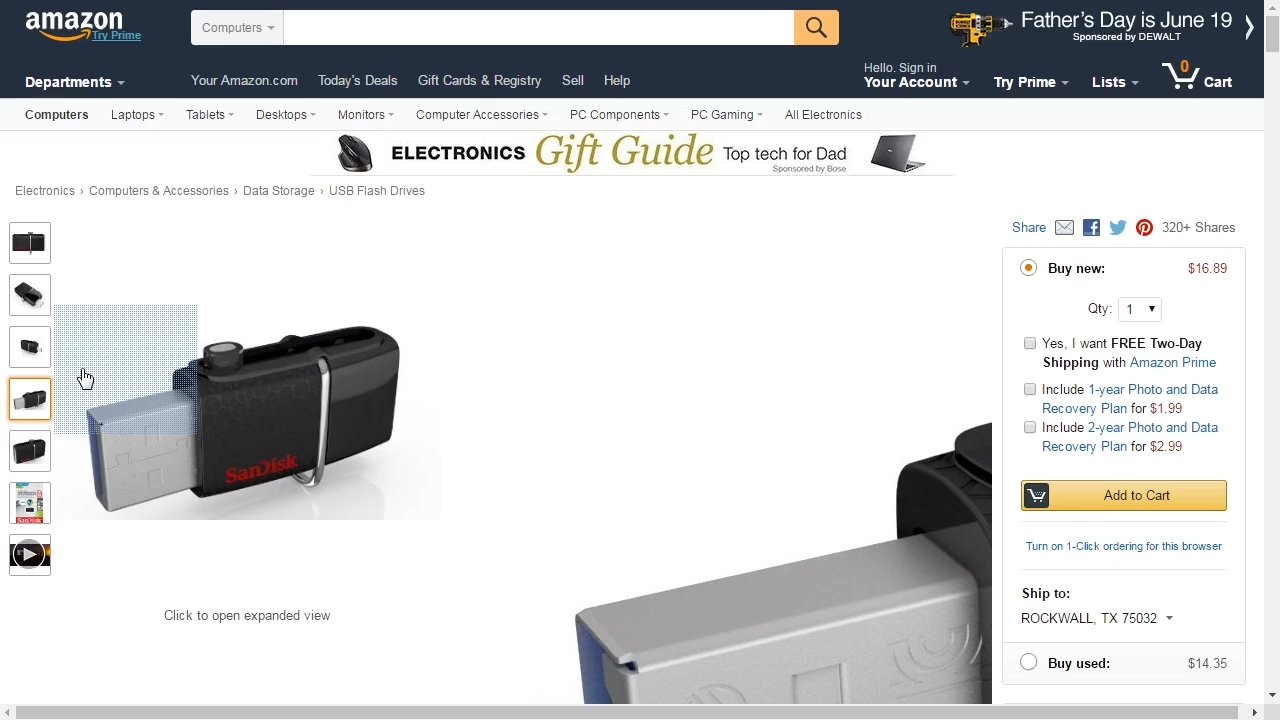 amazon
Try Prime
Computers
Father's Day is June 19
Sponsored by DEWALT
Departments
Your Amazon.com
Today's Deals
Gift Cards & Registry
Sell
Help
Hello. Sign in
Your Account
Try Prime
Lists
0
Cart
Computers
Laptops
Tablets
Desktops
Monitors
Computer Accessories
PC Components
PC Gaming
All Electronics
ELECTRONICS Gift Guide Top tech for Dad
Sponsored by Bose
Electronics › Computers & Accessories › Data Storage › USB Flash Drives
Share
320+ Shares
Buy new:
$16.89
Qty: 1
Yes, I want FREE Two-Day
Shipping with Amazon Prime
Include 1-year Photo and Data
Recovery Plan for $1.99
Include 2-year Photo and Data
Recovery Plan for $2.99
Add to Cart
Turn on 1-Click ordering for this browser
Ship to:
ROCKWALL, TX 75032
Buy used:
$14.35
SanDisk
Click to open expanded view